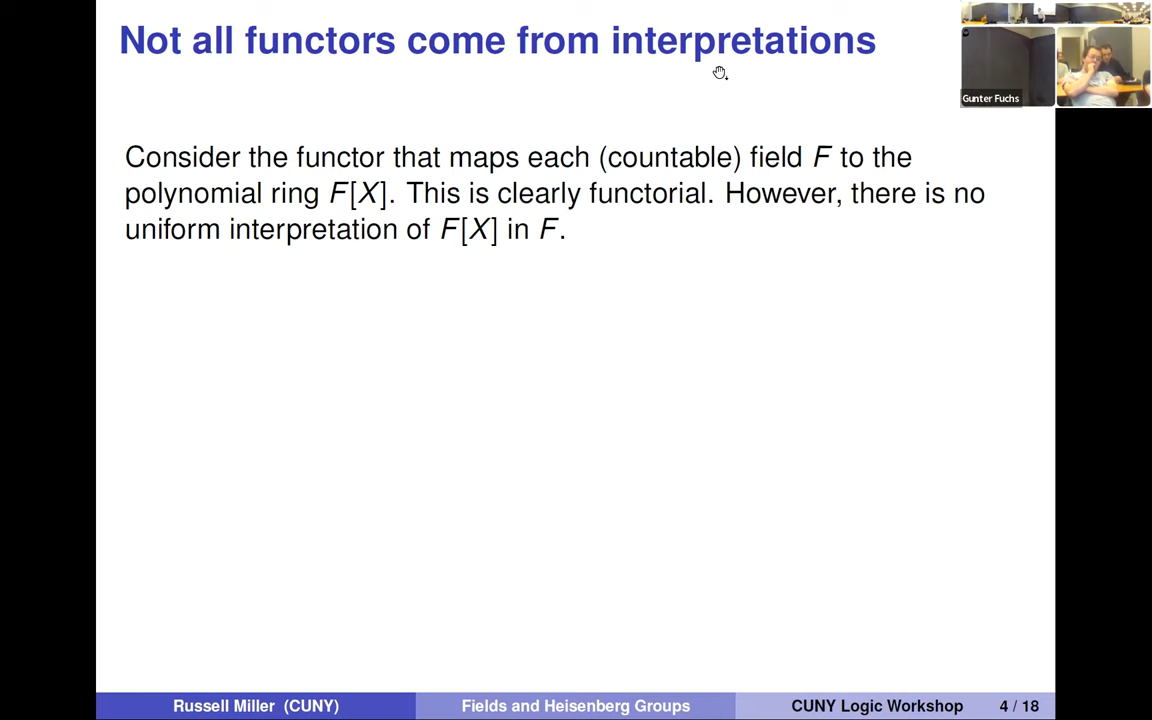 Not all functors come from interpretations
Gunter Fuchs
Consider the functor that maps each (countable) field F to the
polynomial ring F[X]. This is clearly functorial. However, there is no
uniform interpretation of F[X] in F.
Russell Miller (CUNY)
Fields and Heisenberg Groups
CUNY Logic Workshop
4 / 18